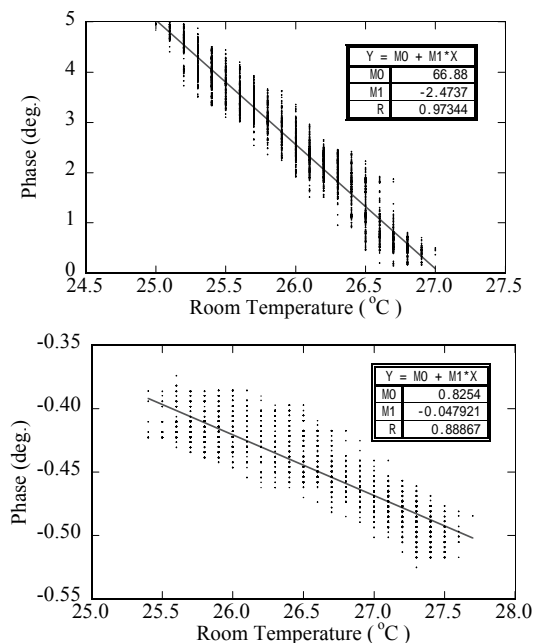 5
4
3
2
1
0
Phase (deg.)
Y = M0 + M1*X
M0 66.88
M1 -2.4737
R 0.97344
24.5 25.0 25.5 26.0 26.5 27.0 27.5
Room Temperature ( °C )
-0.35
-0.40
-0.45
-0.50
-0.55
Phase (deg.)
Y = M0 + M1*X
M0 0.8254
M1 -0.047921
R 0.88867
25.0 25.5 26.0 26.5 27.0 27.5 28.0
Room Temperature ( °C )